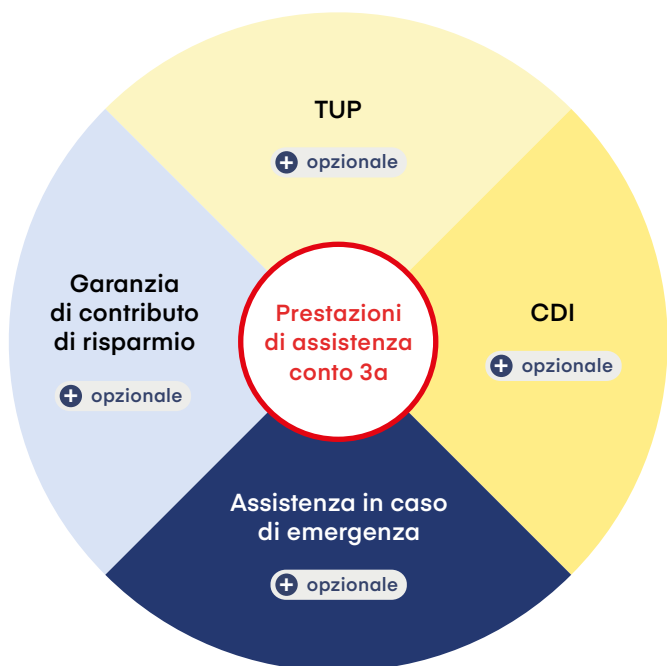 TUP
+ opzionale
Garanzia
di contributo
di risparmio
+ opzionale
Prestazioni
di assistenza
conto 3a
CDI
+ opzionale
Assistenza in caso
di emergenza
+ opzionale